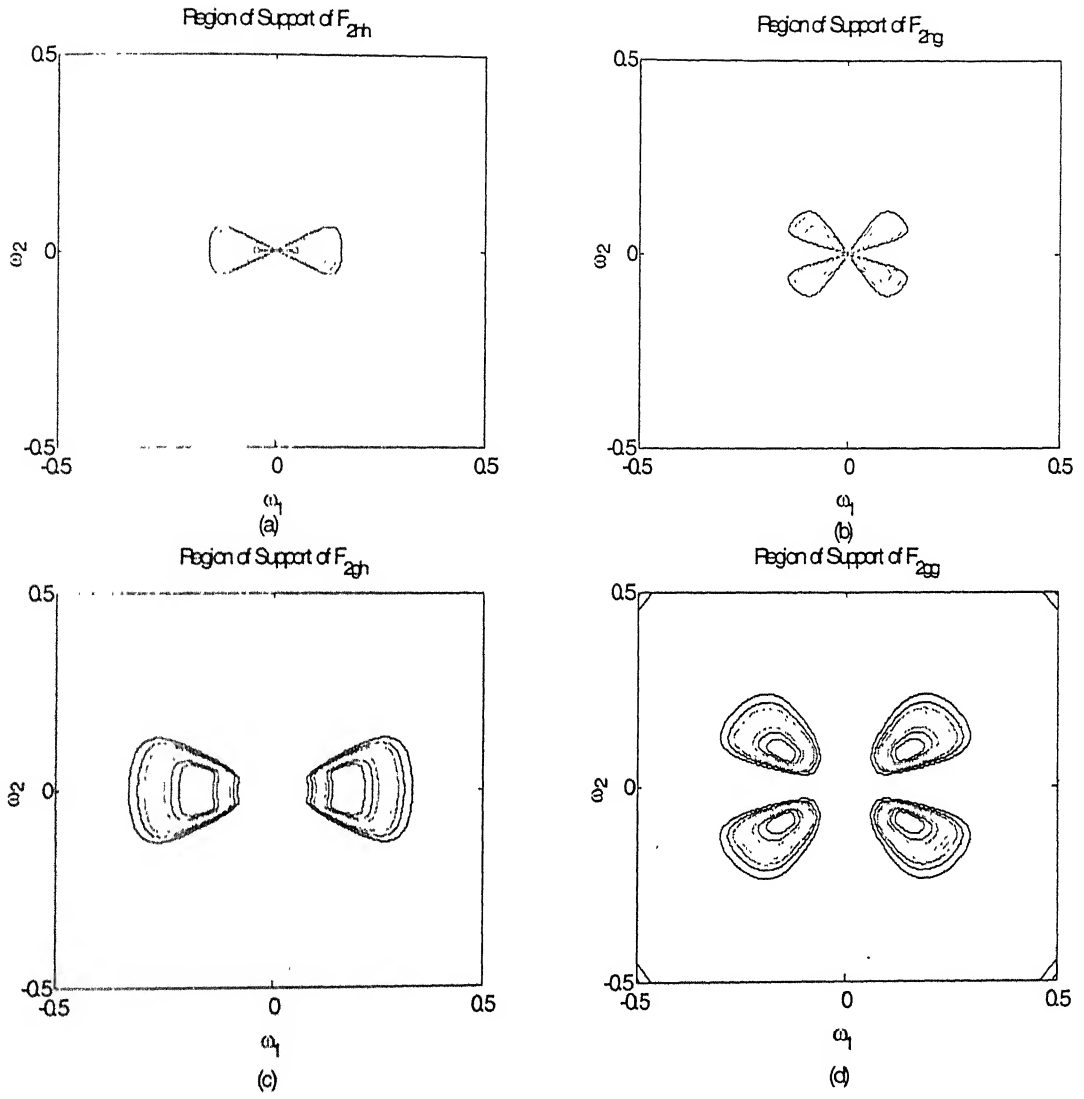 Region of Support of F2hh
0.5
ω2
0
-0.5
-0.5 0 0.5
ω1
(a)
Region of Support of F2hg
0.5
ω2
0
-0.5
-0.5 0 0.5
ω1
(b)
Region of Support of F2gh
0.5
ω2
0
-0.5
-0.5 0 0.5
ω1
(c)
Region of Support of F2gg
0.5
ω2
0
-0.5
-0.5 0 0.5
ω1
(d)